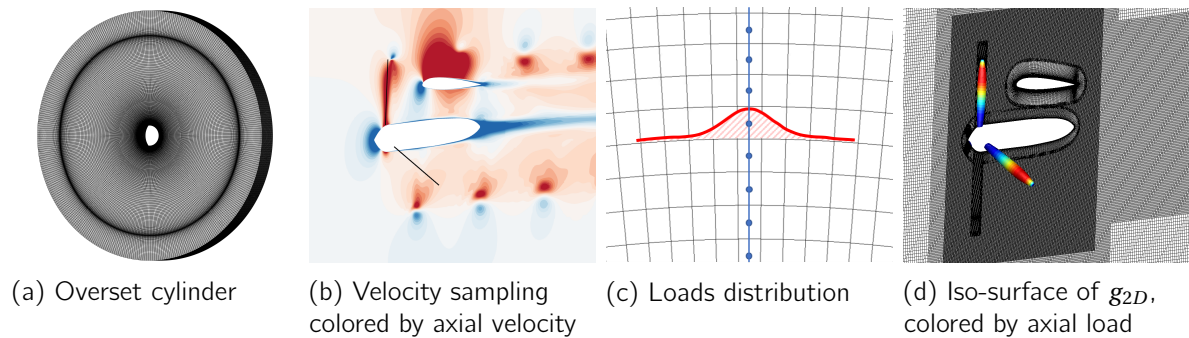 (a) Overset cylinder
(b) Velocity sampling
colored by axial velocity
(c) Loads distribution
(d) Iso-surface of g2D,
colored by axial load